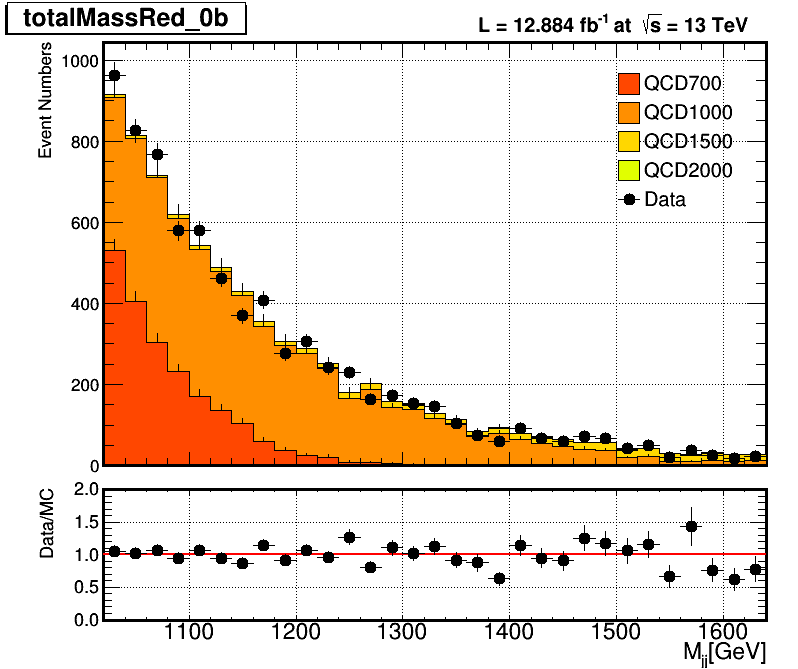 totalMassRed_0b
L = 12.884 fb⁻¹ at √s = 13 TeV
Event Numbers
1000
800
600
400
200
0
QCD700
QCD1000
QCD1500
QCD2000
Data
Data/MC
2.0
1.5
1.0
0.5
0.0
1100 1200 1300 1400 1500 1600
M_jj[GeV]